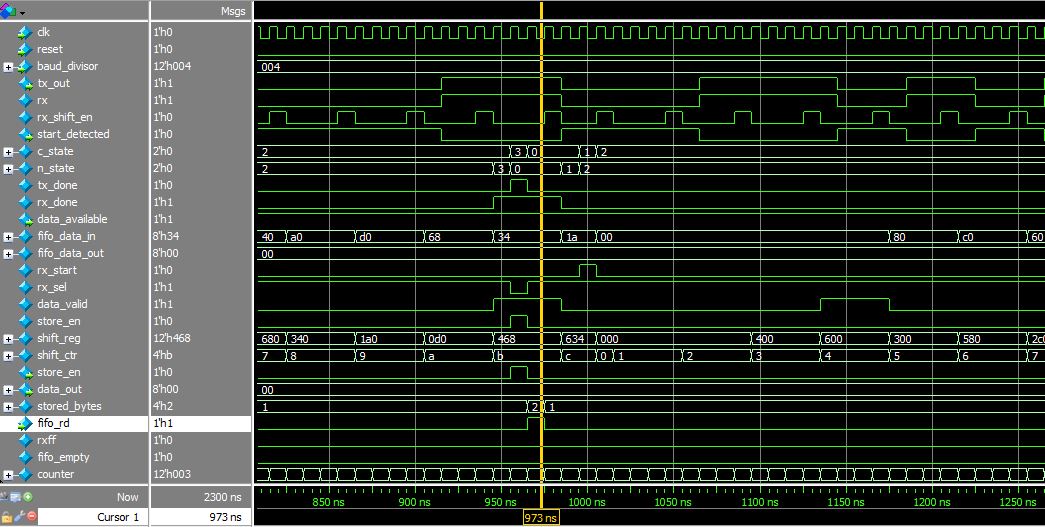 Msgs
clk 1'h0
reset 1'h0
baud_divisor 12'h004 004
tx_out 1'h1
rx 1'h1
rx_shift_en 1'h0
start_detected 1'h0
c_state 2'h0 2 3 0 1 2
n_state 2'h0 2 3 0 1 2
tx_done 1'h0
rx_done 1'h1
data_available 1'h1
fifo_data_in 8'h34 40 a0 d0 68 34 1a 00 80 c0 60
fifo_data_out 8'h00 00
rx_start 1'h0
rx_sel 1'h1
data_valid 1'h1
store_en 1'h0
shift_reg 12'h468 680 340 1a0 0d0 468 634 000 400 600 300 580 2c0
shift_ctr 4'hb 7 8 9 a b c 0 1 2 3 4 5 6 7
store_en 1'h0
data_out 8'h00 00
stored_bytes 4'h2 1 2 1
fifo_rd 1'h1
rxff 1'h0
fifo_empty 1'h0
counter 12'h003
Now 2300 ns 850 ns 900 ns 950 ns 1000 ns 1050 ns 1100 ns 1150 ns 1200 ns 1250 ns
Cursor 1 973 ns 973 ns